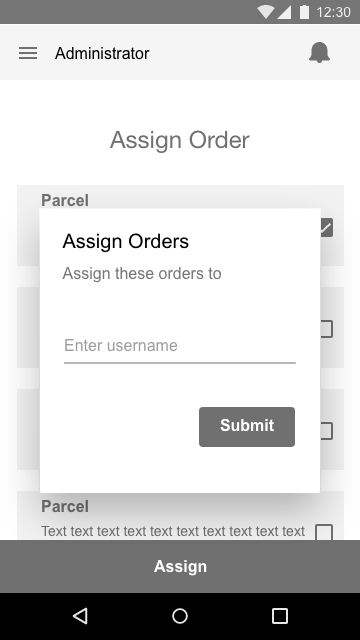 12:30
Administrator
Assign Order
Parcel
Assign Orders
Assign these orders to
Enter username
Submit
Parcel
Text text text text text text text text text text
Assign